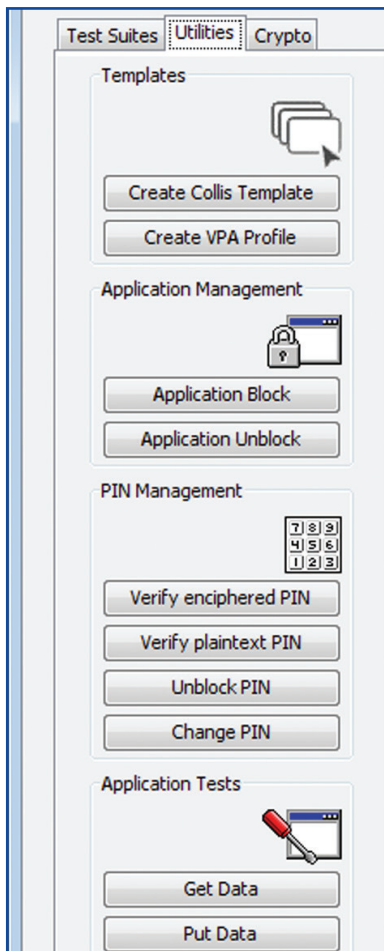 Test Suites Utilities Crypto
Templates
Create Collis Template
Create VPA Profile
Application Management
Application Block
Application Unblock
PIN Management
7 8 9
4 5 6
1 2 3
Verify enciphered PIN
Verify plaintext PIN
Unblock PIN
Change PIN
Application Tests
Get Data
Put Data